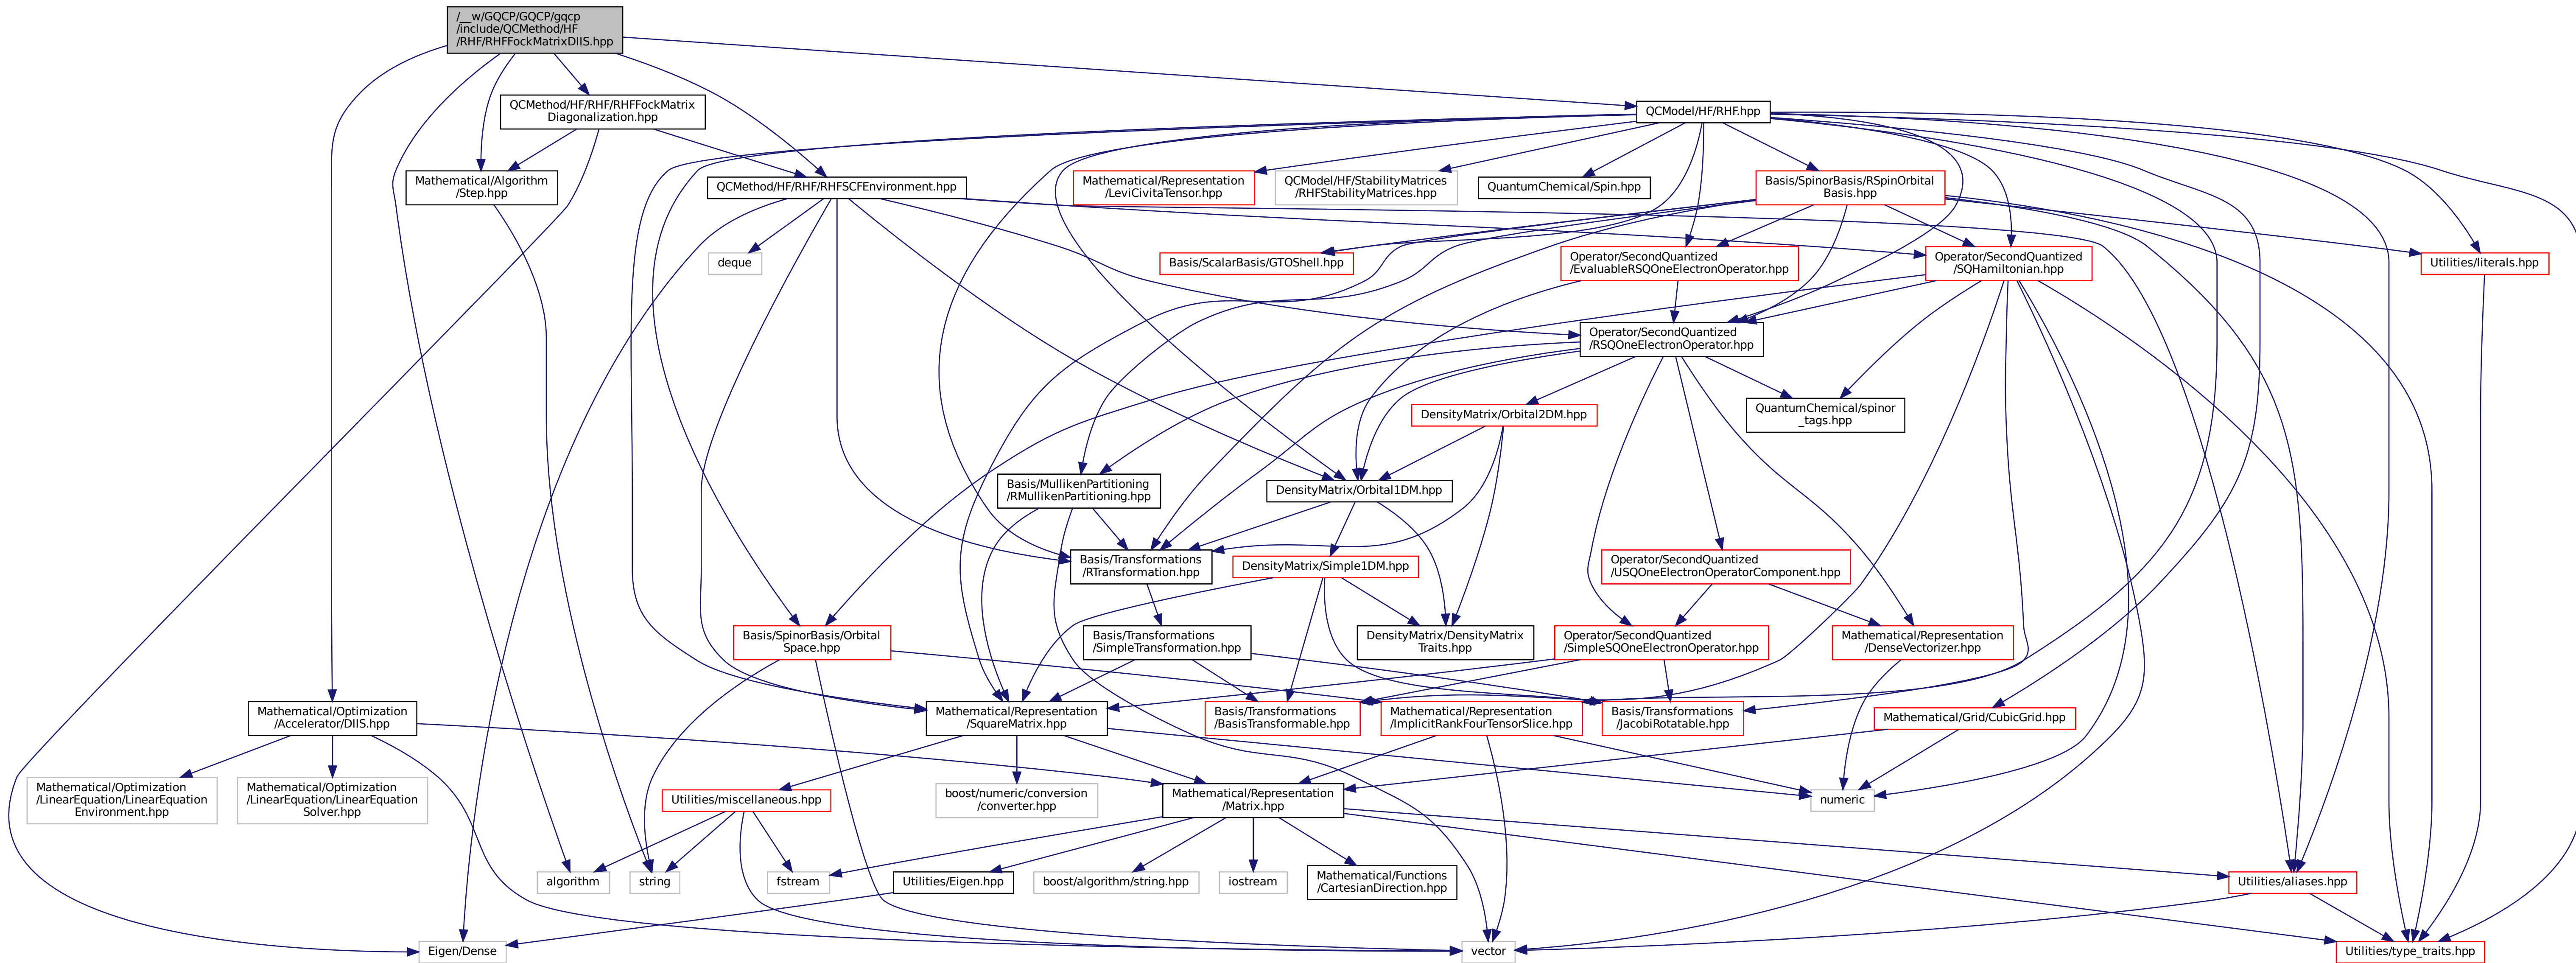 /__w/GQCP/GQCP/gqcp
/include/QCMethod/HF
/RHF/RHFFockMatrixDIIS.hpp
QCMethod/HF/RHF/RHFFockMatrix
Diagonalization.hpp
QCModel/HF/RHF.hpp
Mathematical/Algorithm
/Step.hpp
QCMethod/HF/RHF/RHFSCFEnvironment.hpp
Mathematical/Representation
/LeviCivitaTensor.hpp
QCModel/HF/StabilityMatrices
/RHFStabilityMatrices.hpp
QuantumChemical/Spin.hpp
Basis/SpinorBasis/RSpinOrbital
Basis.hpp
deque
Basis/ScalarBasis/GTOShell.hpp
Operator/SecondQuantized
/EvaluableRSQOneElectronOperator.hpp
Operator/SecondQuantized
/SQHamiltonian.hpp
Utilities/literals.hpp
Operator/SecondQuantized
/RSQOneElectronOperator.hpp
DensityMatrix/Orbital2DM.hpp
QuantumChemical/spinor
_tags.hpp
Basis/MullikenPartitioning
/RMullikenPartitioning.hpp
DensityMatrix/Orbital1DM.hpp
Basis/Transformations
/RTransformation.hpp
DensityMatrix/Simple1DM.hpp
Operator/SecondQuantized
/USQOneElectronOperatorComponent.hpp
Basis/SpinorBasis/Orbital
Space.hpp
Basis/Transformations
/SimpleTransformation.hpp
DensityMatrix/DensityMatrix
Traits.hpp
Operator/SecondQuantized
/SimpleSQOneElectronOperator.hpp
Mathematical/Representation
/DenseVectorizer.hpp
Mathematical/Optimization
/Accelerator/DIIS.hpp
Mathematical/Representation
/SquareMatrix.hpp
Basis/Transformations
/BasisTransformable.hpp
Mathematical/Representation
/ImplicitRankFourTensorSlice.hpp
Basis/Transformations
/JacobiRotatable.hpp
Mathematical/Grid/CubicGrid.hpp
Mathematical/Optimization
/LinearEquation/LinearEquation
Environment.hpp
Mathematical/Optimization
/LinearEquation/LinearEquation
Solver.hpp
Utilities/miscellaneous.hpp
boost/numeric/conversion
/converter.hpp
Mathematical/Representation
/Matrix.hpp
numeric
algorithm
string
fstream
Utilities/Eigen.hpp
boost/algorithm/string.hpp
iostream
Mathematical/Functions
/CartesianDirection.hpp
Utilities/aliases.hpp
Eigen/Dense
vector
Utilities/type_traits.hpp